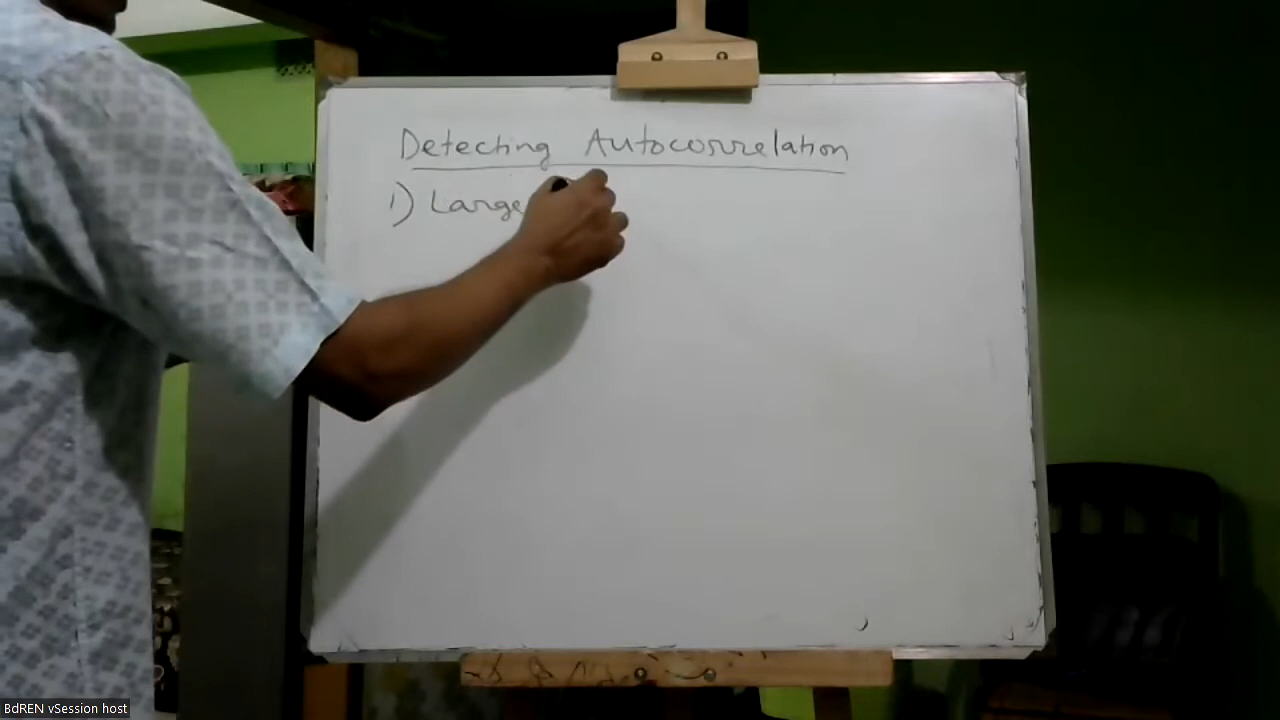 Detecting Autocorrelation
1) Large
BdREN vSession host